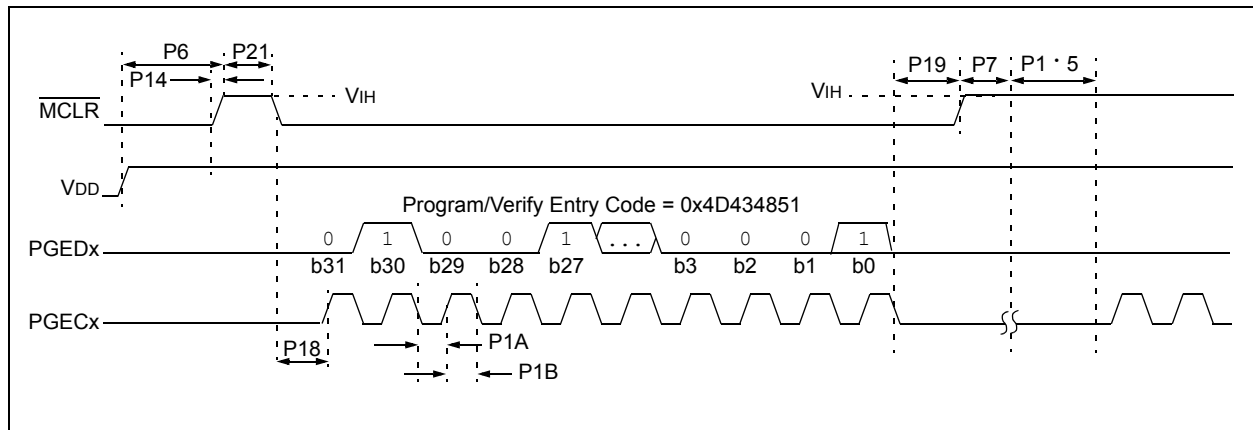 P6 P21 P19 P7 P1 · 5
P14
VIH VIH
MCLR
VDD
Program/Verify Entry Code = 0x4D434851
0 1 0 0 1 ... 0 0 0 1
PGEDx
b31 b30 b29 b28 b27 b3 b2 b1 b0
PGECx
P18
P1A
P1B